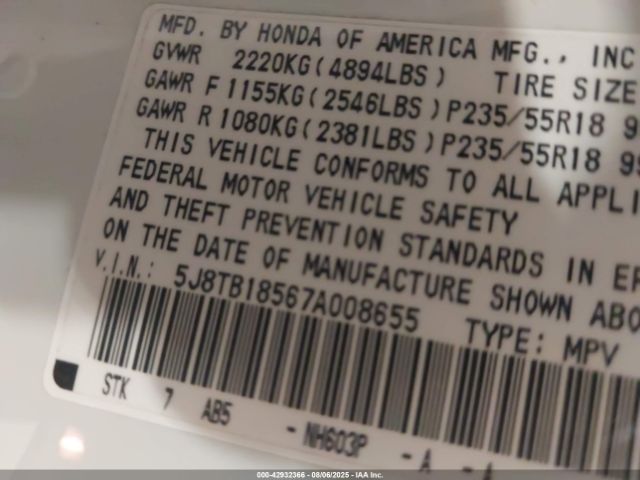 MFD. BY HONDA OF AMERICA MFG., INC
GVWR 2220KG(4894LBS) TIRE SIZE
GAWR F 1155KG(2546LBS) P235/55R18 9
GAWR R 1080KG(2381LBS) P235/55R18 99
THIS VEHICLE CONFORMS TO ALL APPLI
FEDERAL MOTOR VEHICLE SAFETY
AND THEFT PREVENTION STANDARDS IN EF
ON THE DATE OF MANUFACTURE SHOWN ABO
V.I.N.: 5J8TB18567A008655 TYPE: MPV
STK 7 AB5 - NH603P - A - A
000-42932366 - 08/06/2025 - IAA Inc.